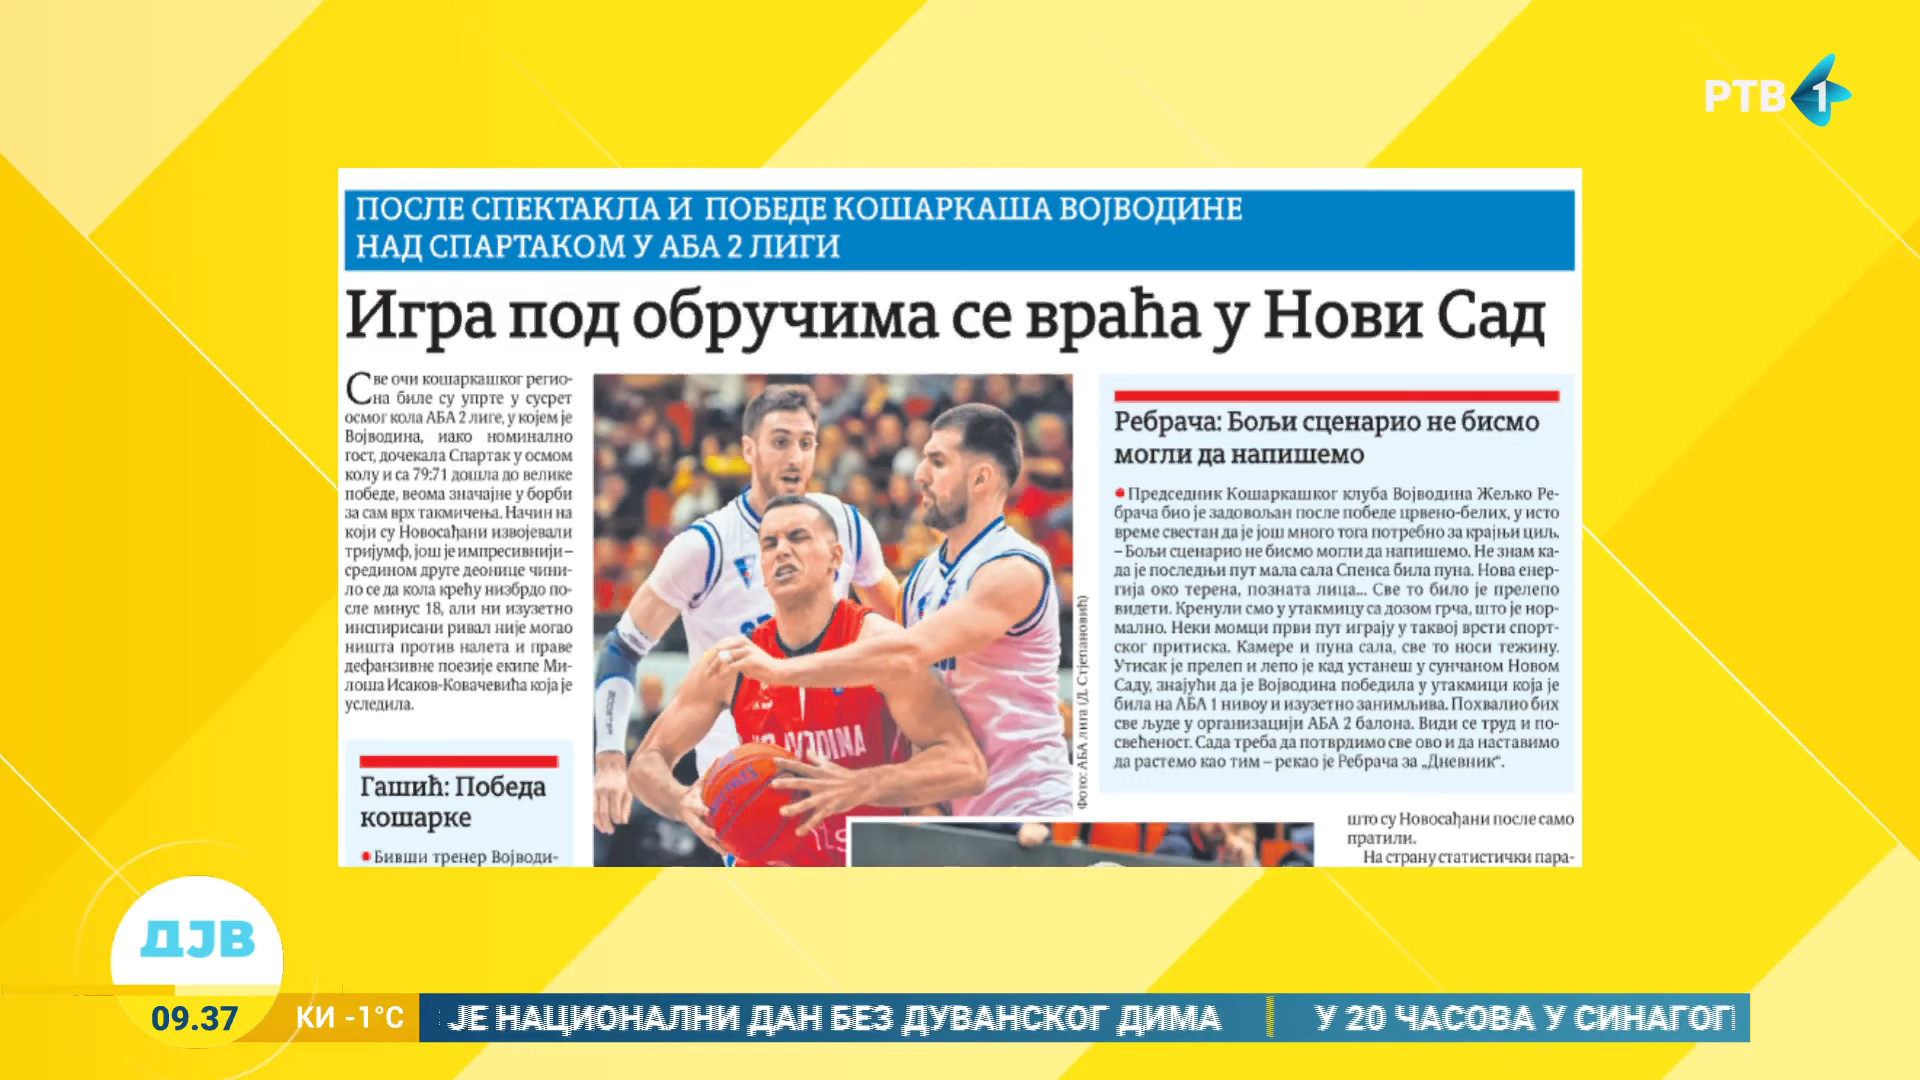 РТВ 1
ПОСЛЕ СПЕКТАКЛА И ПОБЕДЕ КОШАРКАША ВОЈВОДИНЕ
НАД СПАРТАКОМ У АБА 2 ЛИГИ
Игра под обручима се враћа у Нови Сад
Све очи кошаркашког регио-
на биле су упрте у сусрет
осмог кола АБА 2 лиге, у којем је
Војводина, иако номинално
гост, дочекала Спартак у осмом
колу и са 79:71 дошла до велике
победе, веома значајне у борби
за сам врх такмичења. Начин на
који су Новосађани извојевали
тријумф, још је импресивнији –
средином друге деонице чини-
ло се да кола крећу низбрдо по-
сле минус 18, али ни изузетно
инспирисани ривал није могао
ништа против налета и праве
дефанзивне поезије екипе Ми-
лоша Исаков-Ковачевића која је
уследила.
Гашић: Победа
кошарке
Бивши тренер Војводи-
Фото: АБА лига (Д. Стјепановић)
Ребрача: Бољи сценарио не бисмо
могли да напишемо
Председник Кошаркашког клуба Војводина Жељко Ре-
брача био је задовољан после победе црвено-белих, у исто
време свестан да је још много тога потребно за крајњи циљ.
– Бољи сценарио не бисмо могли да напишемо. Не знам ка-
да је последњи пут мала сала Спенса била пуна. Нова енер-
гија око терена, позната лица... Све то било је прелепо
видети. Кренули смо у утакмицу са дозом грча, што је нор-
мално. Неки момци први пут играју у таквој врсти спорт-
ског притиска. Камере и пуна сала, све то носи тежину.
Утисак је прелеп и лепо је кад устанеш у сунчаном Новом
Саду, знајући да је Војводина победила у утакмици која је
била на АБА 1 нивоу и изузетно занимљива. Похвалио бих
све људе у организацији АБА 2 балона. Види се труд и по-
свећеност. Сада треба да потврдимо све ово и да наставимо
да растемо као тим – рекао је Ребрача за „Дневник“.
што су Новосађани после само
пратили.
На страну статистички пара-
ДЈВ
09.37
КИ -1°C
ЈЕ НАЦИОНАЛНИ ДАН БЕЗ ДУВАНСКОГ ДИМА
У 20 ЧАСОВА У СИНАГОГ